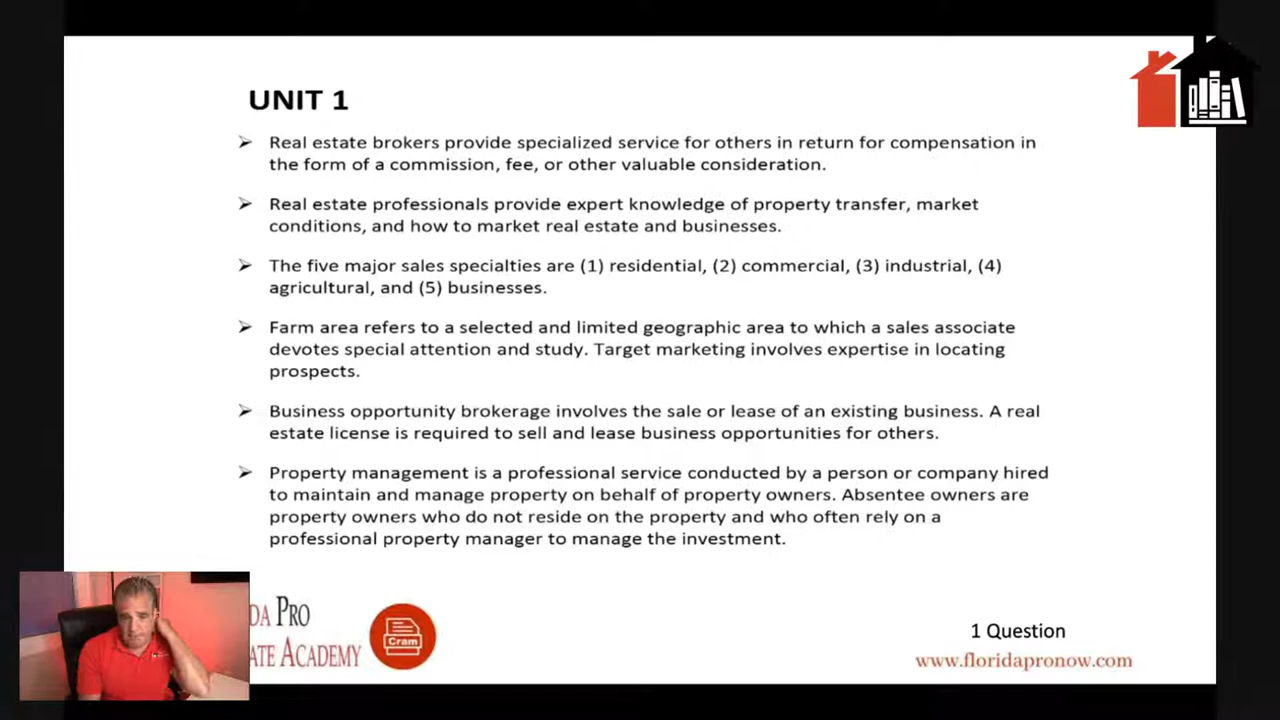 UNIT 1
➢ Real estate brokers provide specialized service for others in return for compensation in
the form of a commission, fee, or other valuable consideration.
➢ Real estate professionals provide expert knowledge of property transfer, market
conditions, and how to market real estate and businesses.
➢ The five major sales specialties are (1) residential, (2) commercial, (3) industrial, (4)
agricultural, and (5) businesses.
➢ Farm area refers to a selected and limited geographic area to which a sales associate
devotes special attention and study. Target marketing involves expertise in locating
prospects.
➢ Business opportunity brokerage involves the sale or lease of an existing business. A real
estate license is required to sell and lease business opportunities for others.
➢ Property management is a professional service conducted by a person or company hired
to maintain and manage property on behalf of property owners. Absentee owners are
property owners who do not reside on the property and who often rely on a
professional property manager to manage the investment.
DA PRO
ATE ACADEMY
Cram
1 Question
www.floridapronow.com